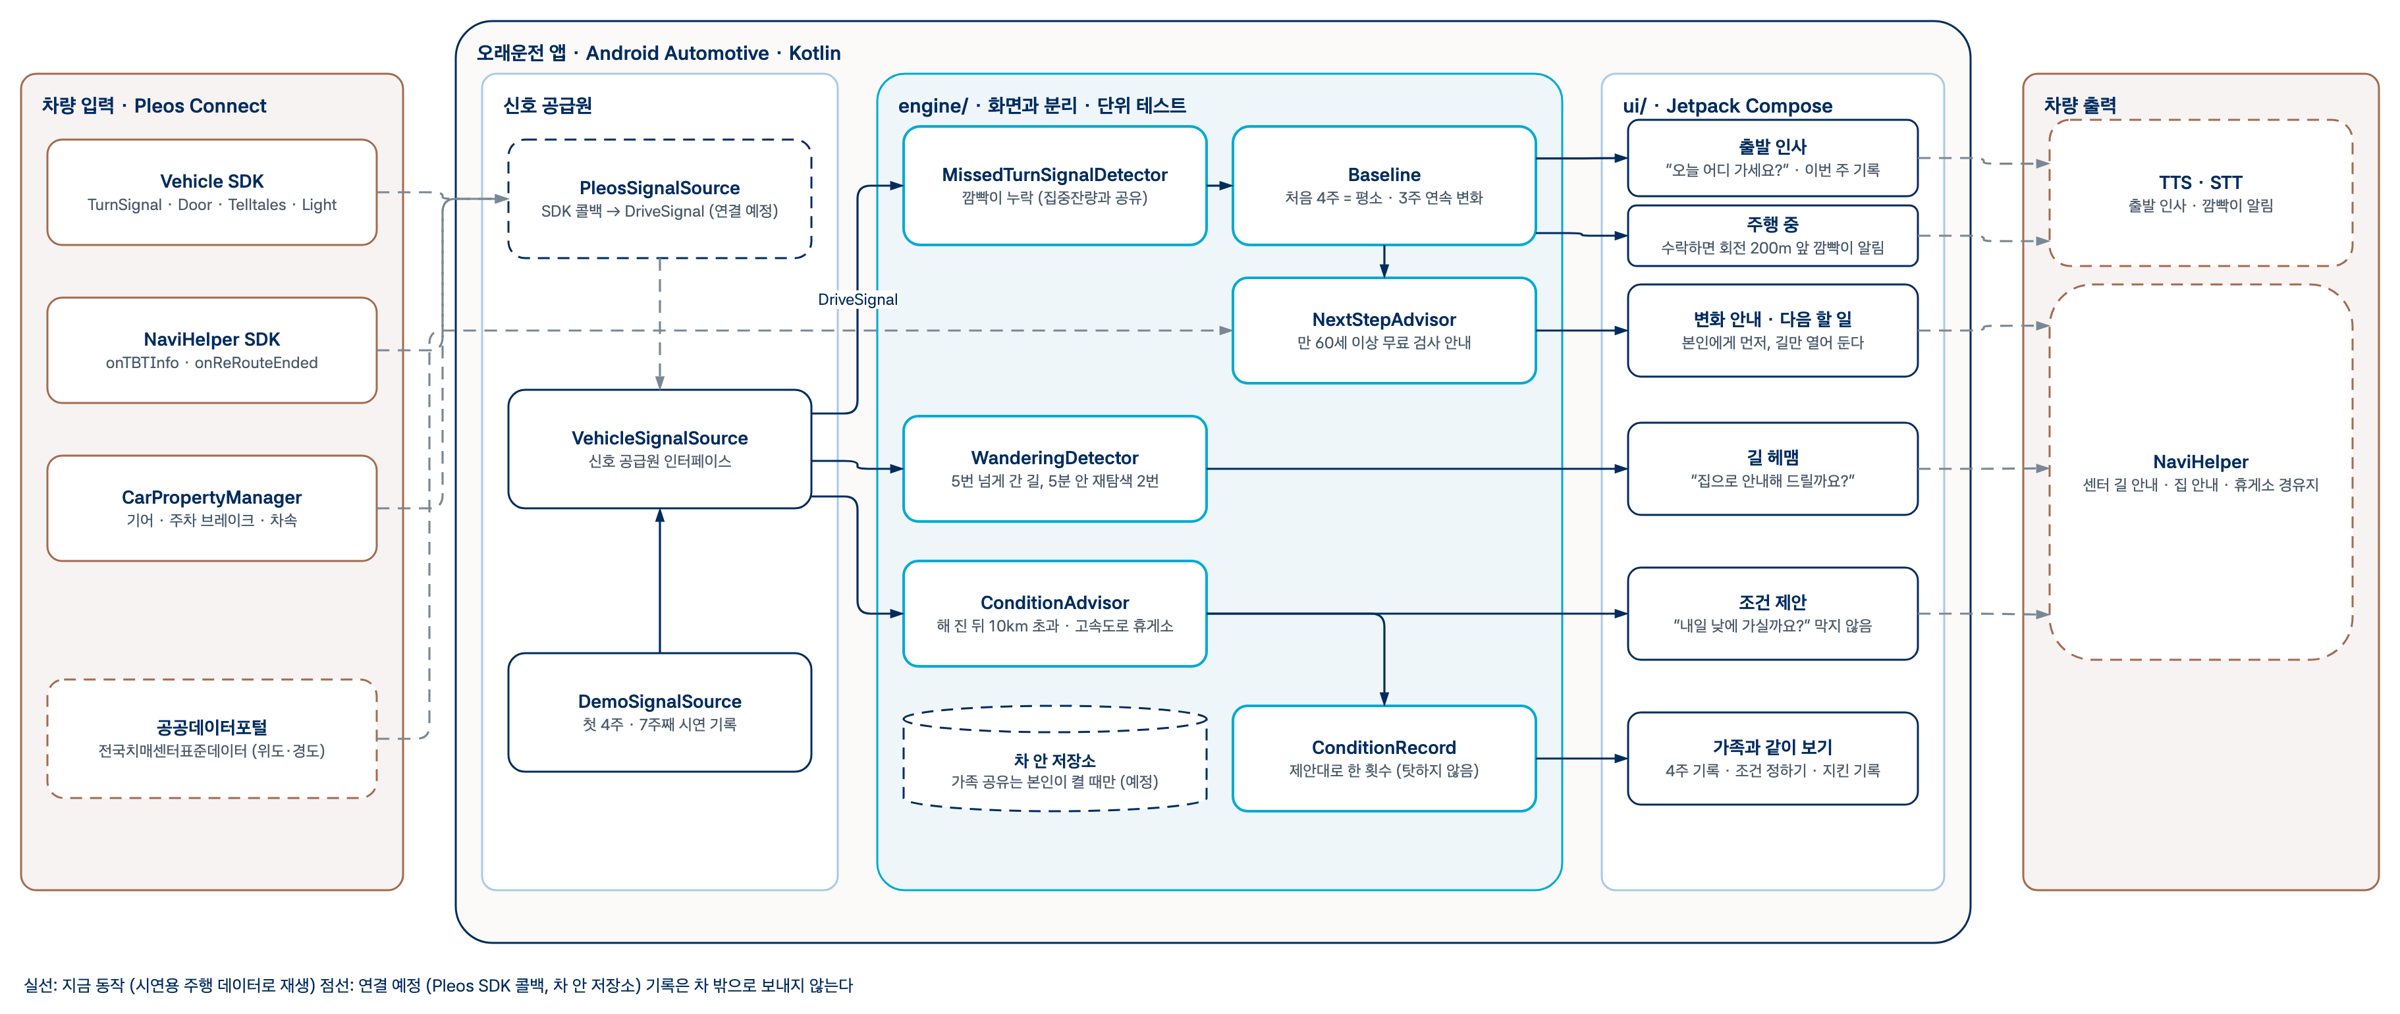 오래운전 앱 · Android Automotive · Kotlin
차량 입력 · Pleos Connect
Vehicle SDK
TurnSignal · Door · Telltales · Light
NaviHelper SDK
onTBTInfo · onReRouteEnded
CarPropertyManager
기어 · 주차 브레이크 · 차속
공공데이터포털
전국치매센터표준데이터 (위도·경도)
신호 공급원
PleosSignalSource
SDK 콜백 → DriveSignal (연결 예정)
VehicleSignalSource
신호 공급원 인터페이스
DemoSignalSource
첫 4주 · 7주째 시연 기록
DriveSignal
engine/ · 화면과 분리 · 단위 테스트
MissedTurnSignalDetector
깜빡이 누락 (집중잔량과 공유)
Baseline
처음 4주 = 평소 · 3주 연속 변화
NextStepAdvisor
만 60세 이상 무료 검사 안내
WanderingDetector
5번 넘게 간 길, 5분 안 재탐색 2번
ConditionAdvisor
해 진 뒤 10km 초과 · 고속도로 휴게소
차 안 저장소
가족 공유는 본인이 켤 때만 (예정)
ConditionRecord
제안대로 한 횟수 (탓하지 않음)
ui/ · Jetpack Compose
출발 인사
"오늘 어디 가세요?" · 이번 주 기록
주행 중
수락하면 회전 200m 앞 깜빡이 알림
변화 안내 · 다음 할 일
본인에게 먼저, 길만 열어 둔다
길 헤맴
"집으로 안내해 드릴까요?"
조건 제안
"내일 낮에 가실까요?" 막지 않음
가족과 같이 보기
4주 기록 · 조건 정하기 · 지킨 기록
차량 출력
TTS · STT
출발 인사 · 깜빡이 알림
NaviHelper
센터 길 안내 · 집 안내 · 휴게소 경유지
실선: 지금 동작 (시연용 주행 데이터로 재생) 점선: 연결 예정 (Pleos SDK 콜백, 차 안 저장소) 기록은 차 밖으로 보내지 않는다